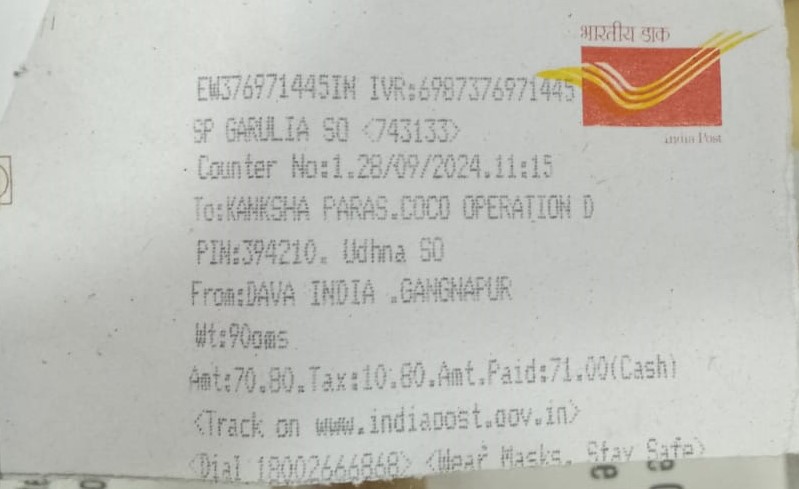 भारतीय डाक
India Post
EW376971445IN IVR:6987376971445
SP GARULIA SO <743133>
Counter No:1.28/09/2024.11:15
To:KANKSHA PARAS.COCO OPERATION D
PIN:394210. Udhna SO
From:DAVA INDIA .GANGNAPUR
Wt:90gms
Amt:70.80.Tax:10.80.Amt.Paid:71.00(Cash)
<Track on www.indiapost.gov.in>
<Dial 18002666868> <Wear Masks, Stay Safe>